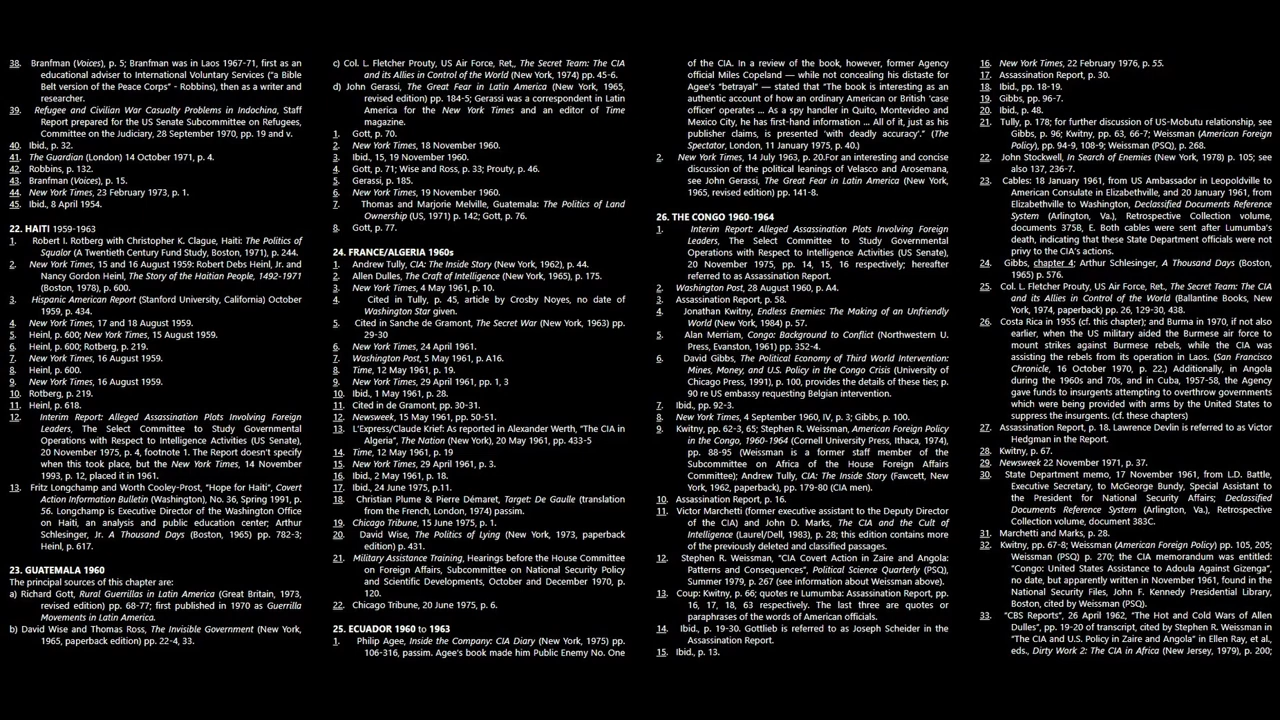 38. Branfman (Voices), p. 5; Branfman was in Laos 1967-71, first as an
educational adviser to International Voluntary Services ("a Bible
Belt version of the Peace Corps" - Robbins), then as a writer and
researcher.
39. Refugee and Civilian War Casualty Problems in Indochina, Staff
Report prepared for the US Senate Subcommittee on Refugees,
Committee on the Judiciary, 28 September 1970, pp. 19 and v.
40. Ibid., p. 32.
41. The Guardian (London) 14 October 1971, p. 4.
42. Robbins, p. 132.
43. Branfman (Voices), p. 15.
44. New York Times, 23 February 1973, p. 1.
45. Ibid., 8 April 1954.
22. HAITI 1959-1963
1. Robert I. Rotberg with Christopher K. Clague, Haiti: The Politics of
Squalor (A Twentieth Century Fund Study, Boston, 1971), p. 244.
2. New York Times, 15 and 16 August 1959: Robert Debs Heinl, Jr. and
Nancy Gordon Heinl, The Story of the Haitian People, 1492-1971
(Boston, 1978), p. 600.
3. Hispanic American Report (Stanford University, California) October
1959, p. 434.
4. New York Times, 17 and 18 August 1959.
5. Heinl, p. 600; New York Times, 15 August 1959.
6. Heinl, p. 600; Rotberg, p. 219.
7. New York Times, 16 August 1959.
8. Heinl, p. 600.
9. New York Times, 16 August 1959.
10. Rotberg, p. 219.
11. Heinl, p. 618.
12. Interim Report: Alleged Assassination Plots Involving Foreign
Leaders, The Select Committee to Study Governmental
Operations with Respect to Intelligence Activities (US Senate),
20 November 1975, p. 4, footnote 1. The Report doesn't specify
when this took place, but the New York Times, 14 November
1993, p. 12, placed it in 1961.
13. Fritz Longchamp and Worth Cooley-Prost, "Hope for Haiti", Covert
Action Information Bulletin (Washington), No. 36, Spring 1991, p.
56. Longchamp is Executive Director of the Washington Office
on Haiti, an analysis and public education center; Arthur
Schlesinger, Jr. A Thousand Days (Boston, 1965) pp. 782-3;
Heinl, p. 617.
23. GUATEMALA 1960
The principal sources of this chapter are:
a) Richard Gott, Rural Guerrillas in Latin America (Great Britain, 1973,
revised edition) pp. 68-77; first published in 1970 as Guerrilla
Movements in Latin America.
b) David Wise and Thomas Ross, The Invisible Government (New York,
1965, paperback edition) pp. 22-4, 33.
c) Col. L. Fletcher Prouty, US Air Force, Ret,, The Secret Team: The CIA
and its Allies in Control of the World (New York, 1974) pp. 45-6.
d) John Gerassi, The Great Fear in Latin America (New York, 1965,
revised edition) pp. 184-5; Gerassi was a correspondent in Latin
America for the New York Times and an editor of Time
magazine.
1. Gott, p. 70.
2. New York Times, 18 November 1960.
3. Ibid., 15, 19 November 1960.
4. Gott, p. 71; Wise and Ross, p. 33; Prouty, p. 46.
5. Gerassi, p. 185.
6. New York Times, 19 November 1960.
7. Thomas and Marjorie Melville, Guatemala: The Politics of Land
Ownership (US, 1971) p. 142; Gott, p. 76.
8. Gott, p. 77.
24. FRANCE/ALGERIA 1960s
1. Andrew Tully, CIA: The Inside Story (New York, 1962), p. 44.
2. Allen Dulles, The Craft of Intelligence (New York, 1965), p. 175.
3. New York Times, 4 May 1961, p. 10.
4. Cited in Tully, p. 45, article by Crosby Noyes, no date of
Washington Star given.
5. Cited in Sanche de Gramont, The Secret War (New York, 1963) pp.
29-30
6. New York Times, 24 April 1961.
7. Washington Post, 5 May 1961, p. A16.
8. Time, 12 May 1961, p. 19.
9. New York Times, 29 April 1961, pp. 1, 3
10. Ibid., 1 May 1961, p. 28.
11. Cited in de Gramont, pp. 30-31.
12. Newsweek, 15 May 1961, pp. 50-51.
13. L'Express/Claude Krief: As reported in Alexander Werth, "The CIA in
Algeria", The Nation (New York), 20 May 1961, pp. 433-5
14. Time, 12 May 1961, p. 19
15. New York Times, 29 April 1961, p. 3.
16. Ibid., 2 May 1961, p. 18.
17. Ibid., 24 June 1975, p.11.
18. Christian Plume & Pierre Démaret, Target: De Gaulle (translation
from the French, London, 1974) passim.
19. Chicago Tribune, 15 June 1975, p. 1.
20. David Wise, The Politics of Lying (New York, 1973, paperback
edition) p. 431.
21. Military Assistance Training, Hearings before the House Committee
on Foreign Affairs, Subcommittee on National Security Policy
and Scientific Developments, October and December 1970, p.
120.
22. Chicago Tribune, 20 June 1975, p. 6.
25. ECUADOR 1960 to 1963
1. Philip Agee, Inside the Company: CIA Diary (New York, 1975) pp.
106-316, passim. Agee's book made him Public Enemy No. One
of the CIA. In a review of the book, however, former Agency
official Miles Copeland — while not concealing his distaste for
Agee's "betrayal" — stated that "The book is interesting as an
authentic account of how an ordinary American or British 'case
officer' operates ... As a spy handler in Quito, Montevideo and
Mexico City, he has first-hand information ... All of it, just as his
publisher claims, is presented 'with deadly accuracy'." (The
Spectator, London, 11 January 1975, p. 40.)
2. New York Times, 14 July 1963, p. 20.For an interesting and concise
discussion of the political leanings of Velasco and Arosemana,
see John Gerassi, The Great Fear in Latin America (New York,
1965, revised edition) pp. 141-8.
26. THE CONGO 1960-1964
1. Interim Report: Alleged Assassination Plots Involving Foreign
Leaders, The Select Committee to Study Governmental
Operations with Respect to Intelligence Activities (US Senate),
20 November 1975, pp. 14, 15, 16 respectively; hereafter
referred to as Assassination Report.
2. Washington Post, 28 August 1960, p. A4.
3. Assassination Report, p. 58.
4. Jonathan Kwitny, Endless Enemies: The Making of an Unfriendly
World (New York, 1984) p. 57.
5. Alan Merriam, Congo: Background to Conflict (Northwestern U.
Press, Evanston, 1961) pp. 352-4.
6. David Gibbs, The Political Economy of Third World Intervention:
Mines, Money, and U.S. Policy in the Congo Crisis (University of
Chicago Press, 1991), p. 100, provides the details of these ties; p.
90 re US embassy requesting Belgian intervention.
7. Ibid., pp. 92-3.
8. New York Times, 4 September 1960, IV, p. 3; Gibbs, p. 100.
9. Kwitny, pp. 62-3, 65; Stephen R. Weissman, American Foreign Policy
in the Congo, 1960-1964 (Cornell University Press, Ithaca, 1974),
pp. 88-95 (Weissman is a former staff member of the
Subcommittee on Africa of the House Foreign Affairs
Committee); Andrew Tully, CIA: The Inside Story (Fawcett, New
York, 1962, paperback), pp. 179-80 (CIA men).
10. Assassination Report, p. 16.
11. Victor Marchetti (former executive assistant to the Deputy Director
of the CIA) and John D. Marks, The CIA and the Cult of
Intelligence (Laurel/Dell, 1983), p. 28; this edition contains more
of the previously deleted and classified passages.
12. Stephen R. Weissman, "CIA Covert Action in Zaire and Angola:
Patterns and Consequences", Political Science Quarterly (PSQ),
Summer 1979, p. 267 (see information about Weissman above).
13. Coup: Kwitny, p. 66; quotes re Lumumba: Assassination Report, pp.
16, 17, 18, 63 respectively. The last three are quotes or
paraphrases of the words of American officials.
14. Ibid., p. 19-30. Gottlieb is referred to as Joseph Scheider in the
Assassination Report.
15. Ibid., p. 13.
16. New York Times, 22 February 1976, p. 55.
17. Assassination Report, p. 30.
18. Ibid., pp. 18-19.
19. Gibbs, pp. 96-7.
20. Ibid., p. 48.
21. Tully, p. 178; for further discussion of US-Mobutu relationship, see
Gibbs, p. 96; Kwitny, pp. 63, 66-7; Weissman (American Foreign
Policy), pp. 94-9, 108-9; Weissman (PSQ), p. 268.
22. John Stockwell, In Search of Enemies (New York, 1978) p. 105; see
also 137, 236-7.
23. Cables: 18 January 1961, from US Ambassador in Leopoldville to
American Consulate in Elizabethville, and 20 January 1961, from
Elizabethville to Washington, Declassified Documents Reference
System (Arlington, Va.), Retrospective Collection volume,
documents 375B, E. Both cables were sent after Lumumba's
death, indicating that these State Department officials were not
privy to the CIA's actions.
24. Gibbs, chapter 4; Arthur Schlesinger, A Thousand Days (Boston,
1965) p. 576.
25. Col. L. Fletcher Prouty, US Air Force, Ret., The Secret Team: The CIA
and its Allies in Control of the World (Ballantine Books, New
York, 1974, paperback) pp. 26, 129-30, 438.
26. Costa Rica in 1955 (cf. this chapter); and Burma in 1970, if not also
earlier, when the US military aided the Burmese air force to
mount strikes against Burmese rebels, while the CIA was
assisting the rebels from its operation in Laos. (San Francisco
Chronicle, 16 October 1970, p. 22.) Additionally, in Angola
during the 1960s and 70s, and in Cuba, 1957-58, the Agency
gave funds to insurgents attempting to overthrow governments
which were being provided with arms by the United States to
suppress the insurgents. (cf. these chapters)
27. Assassination Report, p. 18. Lawrence Devlin is referred to as Victor
Hedgman in the Report.
28. Kwitny, p. 67.
29. Newsweek 22 November 1971, p. 37.
30. State Department memo, 17 November 1961, from L.D. Battle,
Executive Secretary, to McGeorge Bundy, Special Assistant to
the President for National Security Affairs; Declassified
Documents Reference System (Arlington, Va.), Retrospective
Collection volume, document 383C.
31. Marchetti and Marks, p. 28.
32. Kwitny, pp. 67-8; Weissman (American Foreign Policy) pp. 105, 205;
Weissman (PSQ) p. 270; the CIA memorandum was entitled:
"Congo: United States Assistance to Adoula Against Gizenga",
no date, but apparently written in November 1961, found in the
National Security Files, John F. Kennedy Presidential Library,
Boston, cited by Weissman (PSQ).
33. "CBS Reports", 26 April 1962, "The Hot and Cold Wars of Allen
Dulles", pp. 19-20 of transcript, cited by Stephen R. Weissman in
"The CIA and U.S. Policy in Zaire and Angola" in Ellen Ray, et al.,
eds., Dirty Work 2: The CIA in Africa (New Jersey, 1979), p. 200;